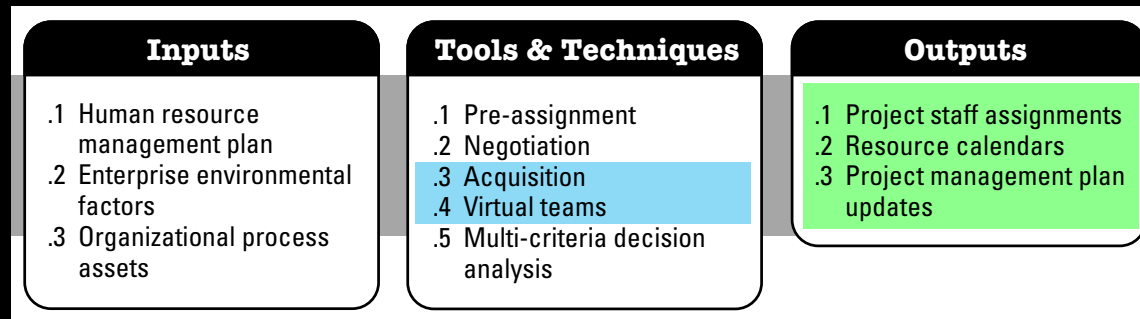 Inputs
.1 Human resource
management plan
.2 Enterprise environmental
factors
.3 Organizational process
assets
Tools & Techniques
.1 Pre-assignment
.2 Negotiation
.3 Acquisition
.4 Virtual teams
.5 Multi-criteria decision
analysis
Outputs
.1 Project staff assignments
.2 Resource calendars
.3 Project management plan
updates